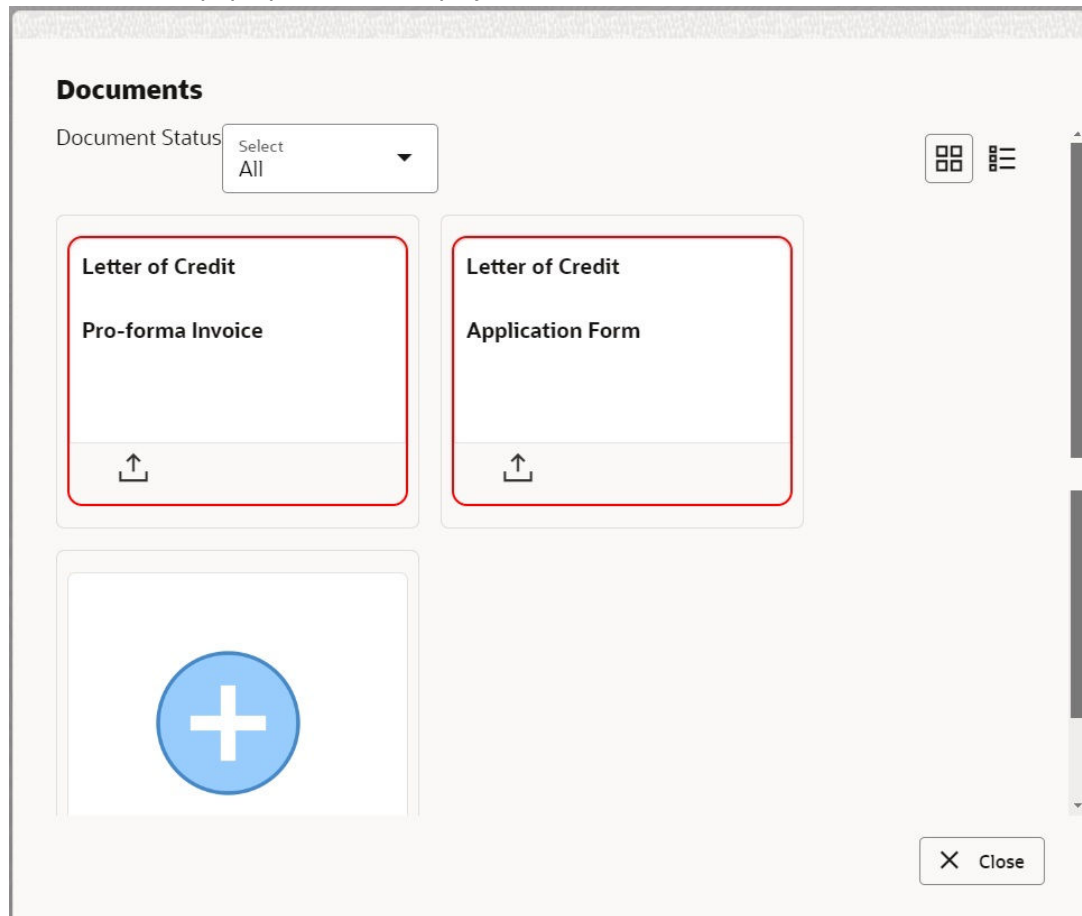 Documents
Document Status
Select
All
Letter of Credit
Pro-forma Invoice
Letter of Credit
Application Form
Close